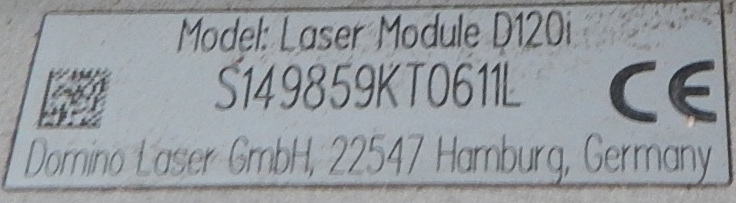 Model: Laser Module D120i
S149859KT0611L
CE
Domino Laser GmbH, 22547 Hamburg, Germany